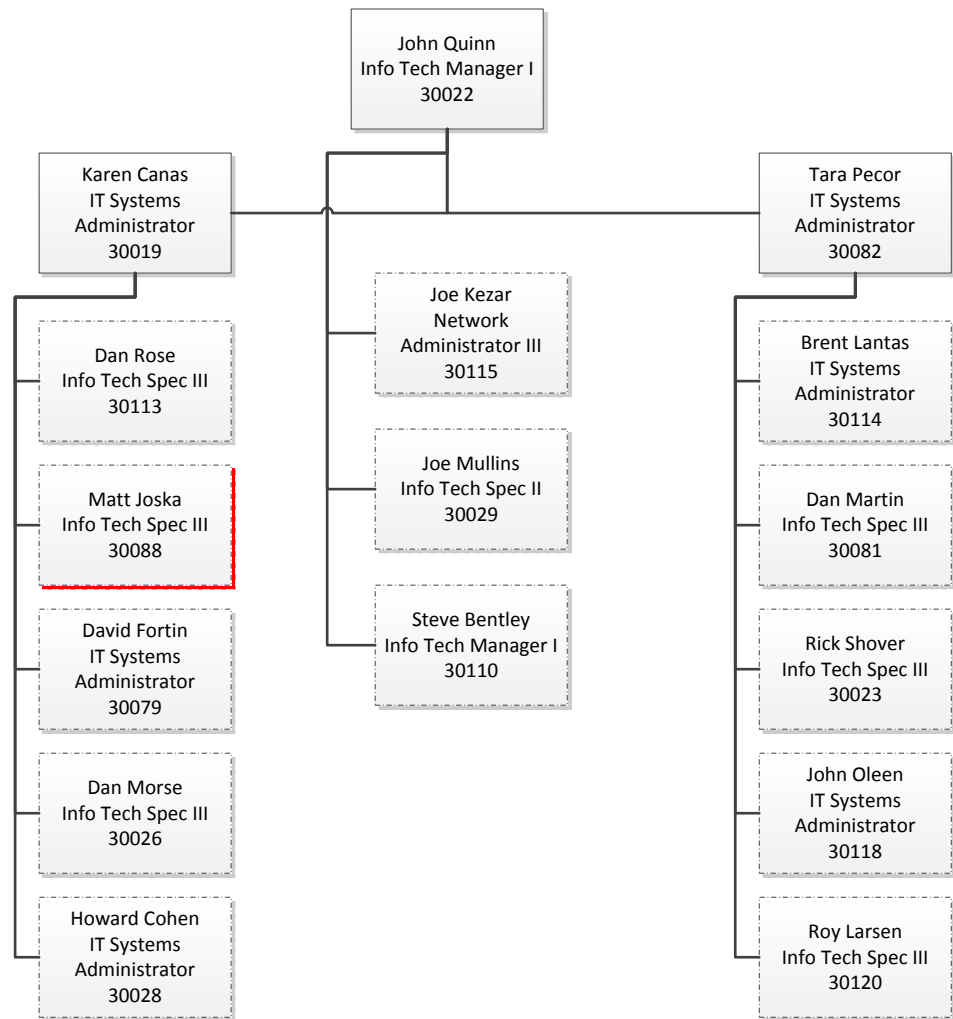 John Quinn
Info Tech Manager I
30022
Karen Canas
IT Systems
Administrator
30019
Tara Pecor
IT Systems
Administrator
30082
Dan Rose
Info Tech Spec III
30113
Matt Joska
Info Tech Spec III
30088
David Fortin
IT Systems
Administrator
30079
Dan Morse
Info Tech Spec III
30026
Howard Cohen
IT Systems
Administrator
30028
Joe Kezar
Network
Administrator III
30115
Joe Mullins
Info Tech Spec II
30029
Steve Bentley
Info Tech Manager I
30110
Brent Lantas
IT Systems
Administrator
30114
Dan Martin
Info Tech Spec III
30081
Rick Shover
Info Tech Spec III
30023
John Oleen
IT Systems
Administrator
30118
Roy Larsen
Info Tech Spec III
30120